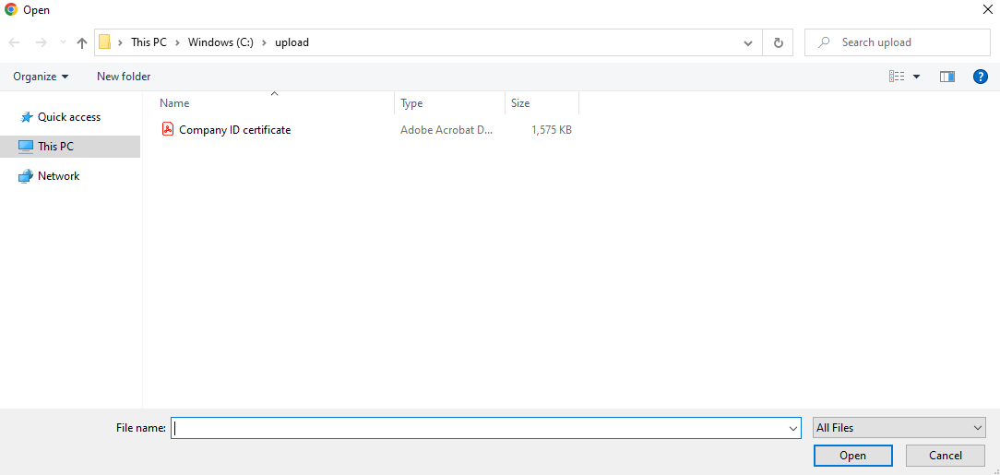 Open
This PC > Windows (C:) > upload
Search upload
Organize
New folder
Name
Type
Size
Quick access
This PC
Network
Company ID certificate
Adobe Acrobat D...
1,575 KB
File name:
All Files
Open
Cancel